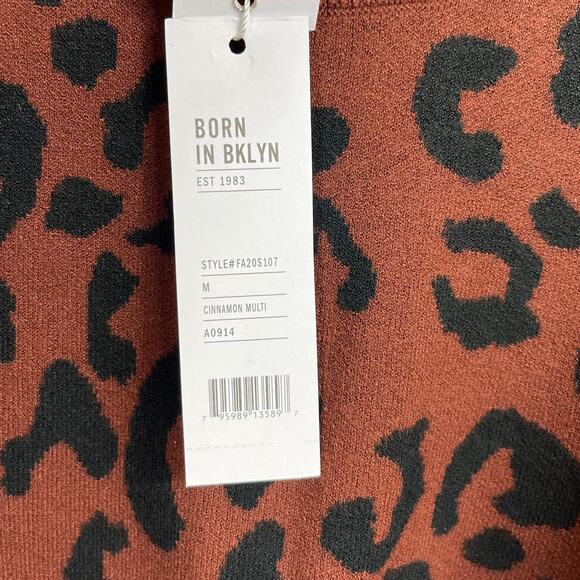 BORN
IN BKLYN
EST 1983
STYLE#FA20S107
M
CINNAMON MULTI
A0914
7 95989 13589 7